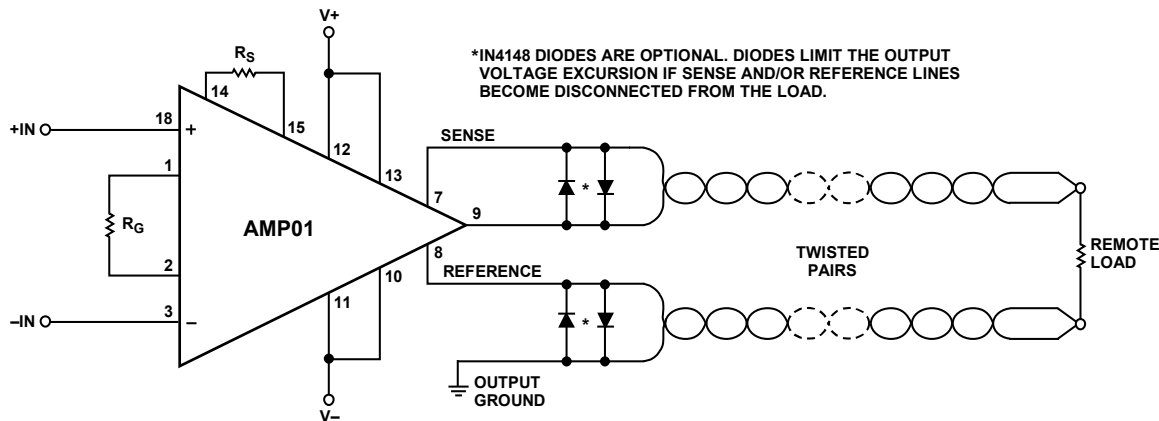 V+
R_S
*IN4148 DIODES ARE OPTIONAL. DIODES LIMIT THE OUTPUT
VOLTAGE EXCURSION IF SENSE AND/OR REFERENCE LINES
BECOME DISCONNECTED FROM THE LOAD.
14
15
+IN
18
+
12
SENSE
1
13
7
*
R_G
AMP01
9
2
8
TWISTED
PAIRS
REMOTE
LOAD
10
REFERENCE
11
–IN
3
–
*
OUTPUT
GROUND
V–